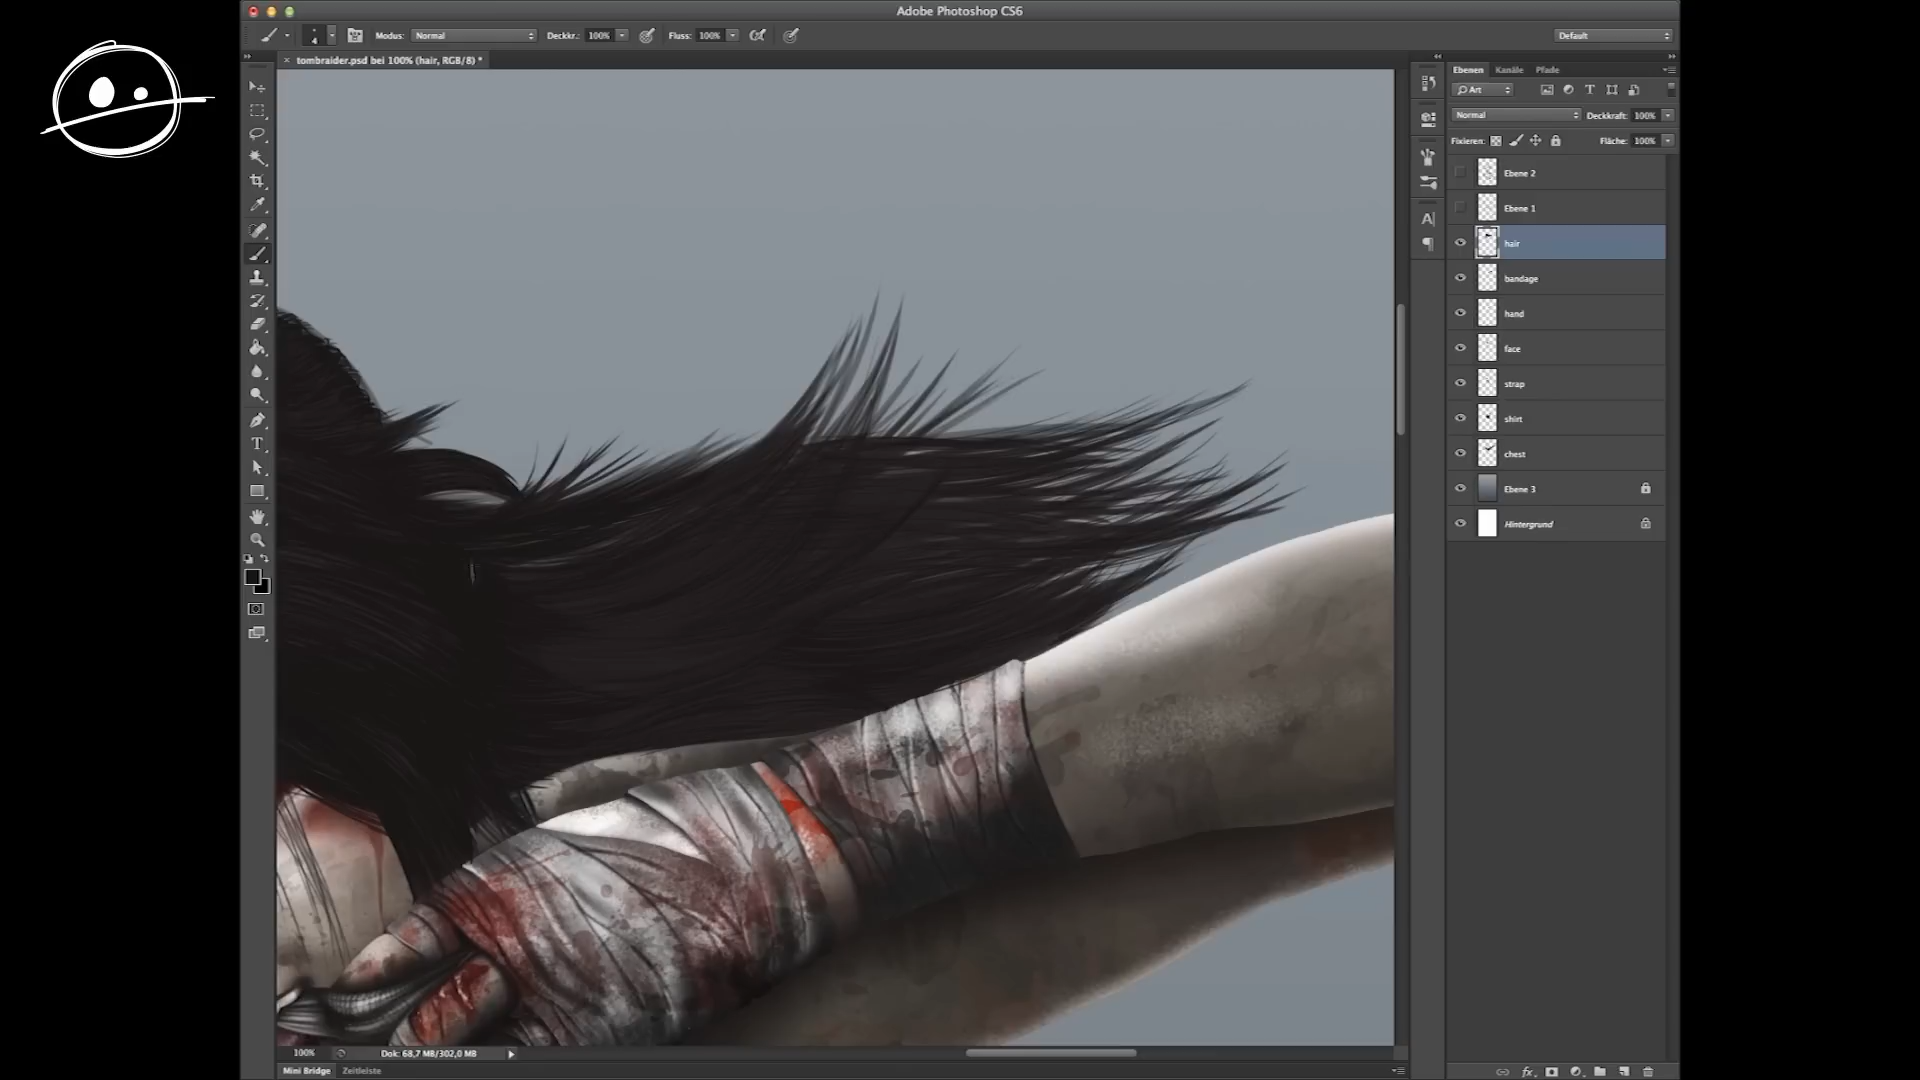 Adobe Photoshop CS6
4
Modus: Normal
Deckkr.: 100%
Fluss: 100%
Default
tombraider.psd bei 100% (hair, RGB/8) *
Ebenen Kanäle Pfade
Art
Normal
Deckkraft: 100%
Fixieren:
Fläche: 100%
Ebene 2
Ebene 1
hair
bandage
hand
face
strap
shirt
chest
Ebene 3
Hintergrund
100%
Dok: 68,7 MB/302,0 MB
Mini Bridge Zeitleiste